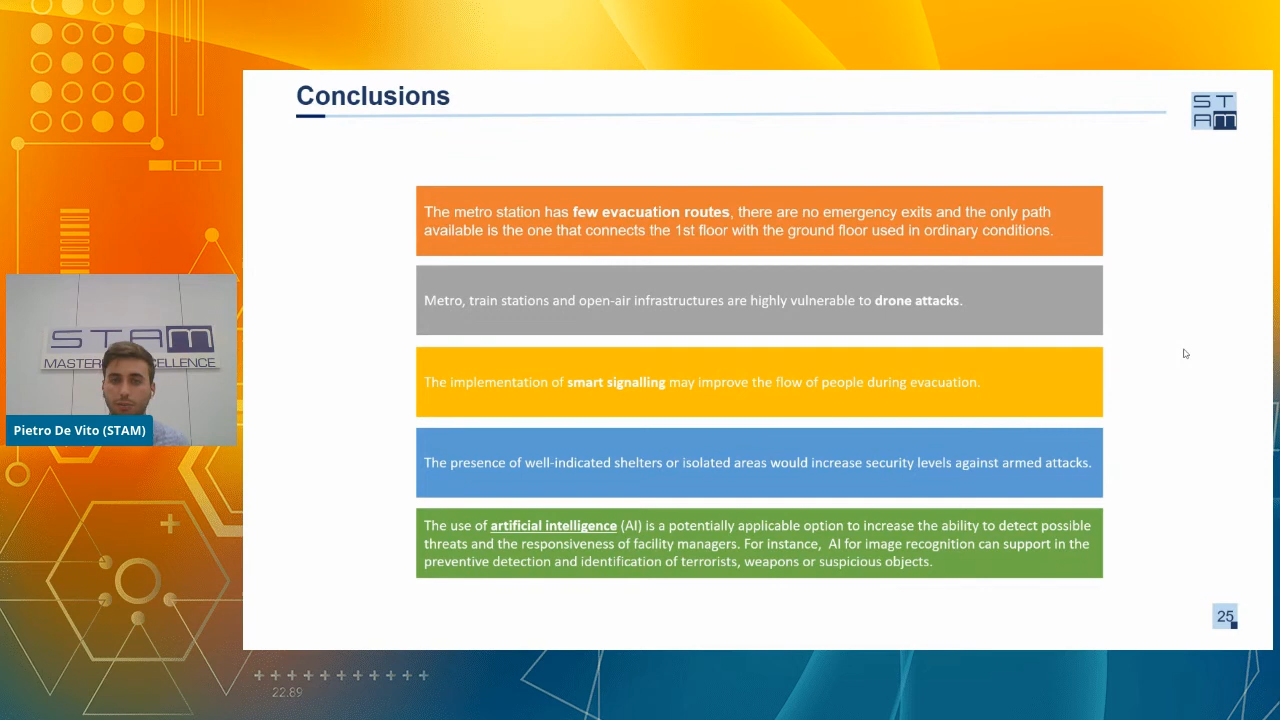 Conclusions
ST
Am
The metro station has few evacuation routes, there are no emergency exits and the only path
available is the one that connects the 1st floor with the ground floor used in ordinary conditions.
Metro, train stations and open-air infrastructures are highly vulnerable to drone attacks.
The implementation of smart signalling may improve the flow of people during evacuation.
The presence of well-indicated shelters or isolated areas would increase security levels against armed attacks.
The use of artificial intelligence (AI) is a potentially applicable option to increase the ability to detect possible
threats and the responsiveness of facility managers. For instance, AI for image recognition can support in the
preventive detection and identification of terrorists, weapons or suspicious objects.
25
STAm
MASTER CELLENCE
Pietro De Vito (STAM)
22.89